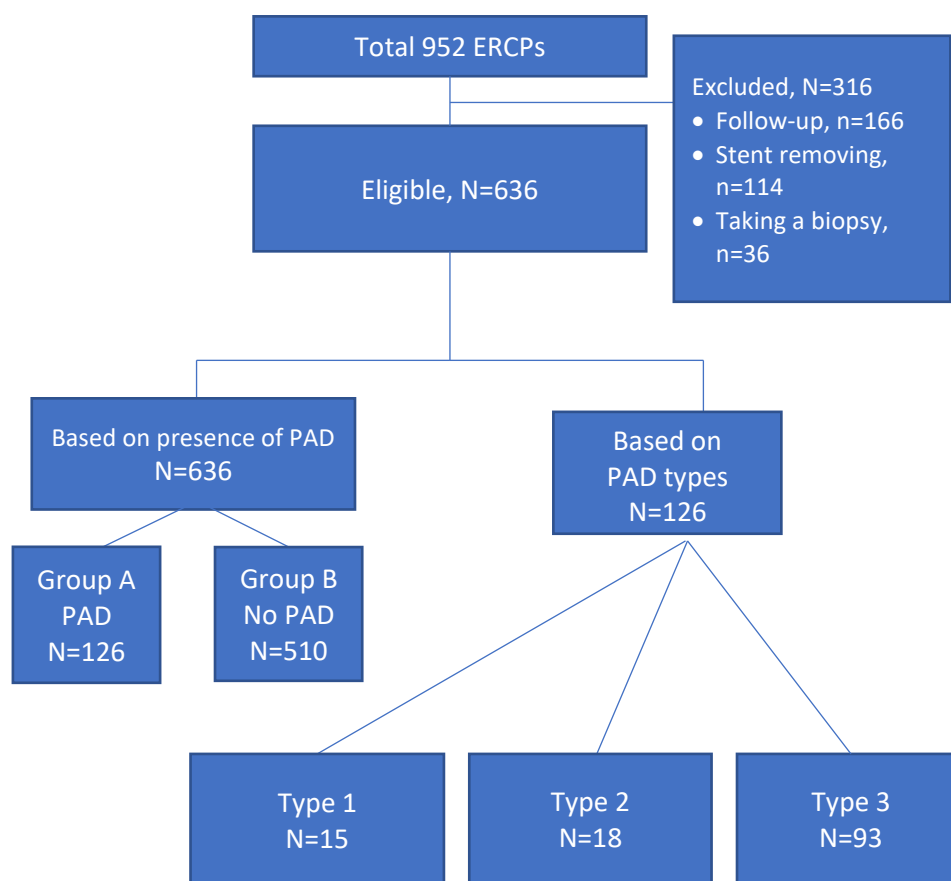 Total 952 ERCPs
Excluded, N=316
• Follow-up, n=166
• Stent removing,
n=114
• Taking a biopsy,
n=36
Eligible, N=636
Based on presence of PAD
N=636
Based on
PAD types
N=126
Group A
PAD
N=126
Group B
No PAD
N=510
Type 1
N=15
Type 2
N=18
Type 3
N=93